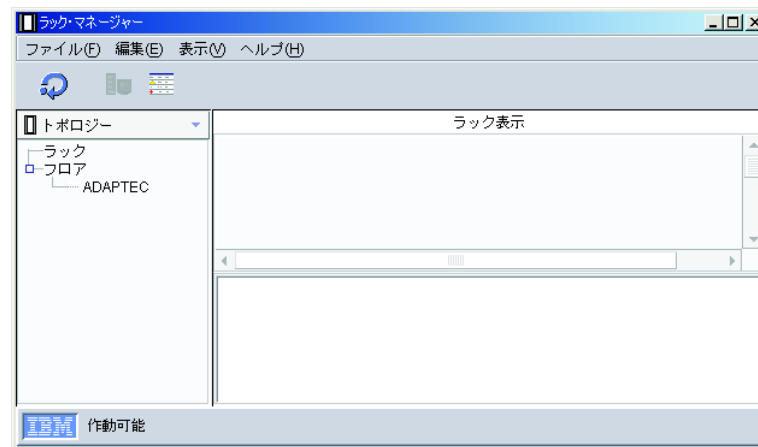 ラック・マネージャー
ファイル(F) 編集(E) 表示(V) ヘルプ(H)
トポロジー
ラック表示
ラック
フロア
ADAPTEC
IBM 作動可能